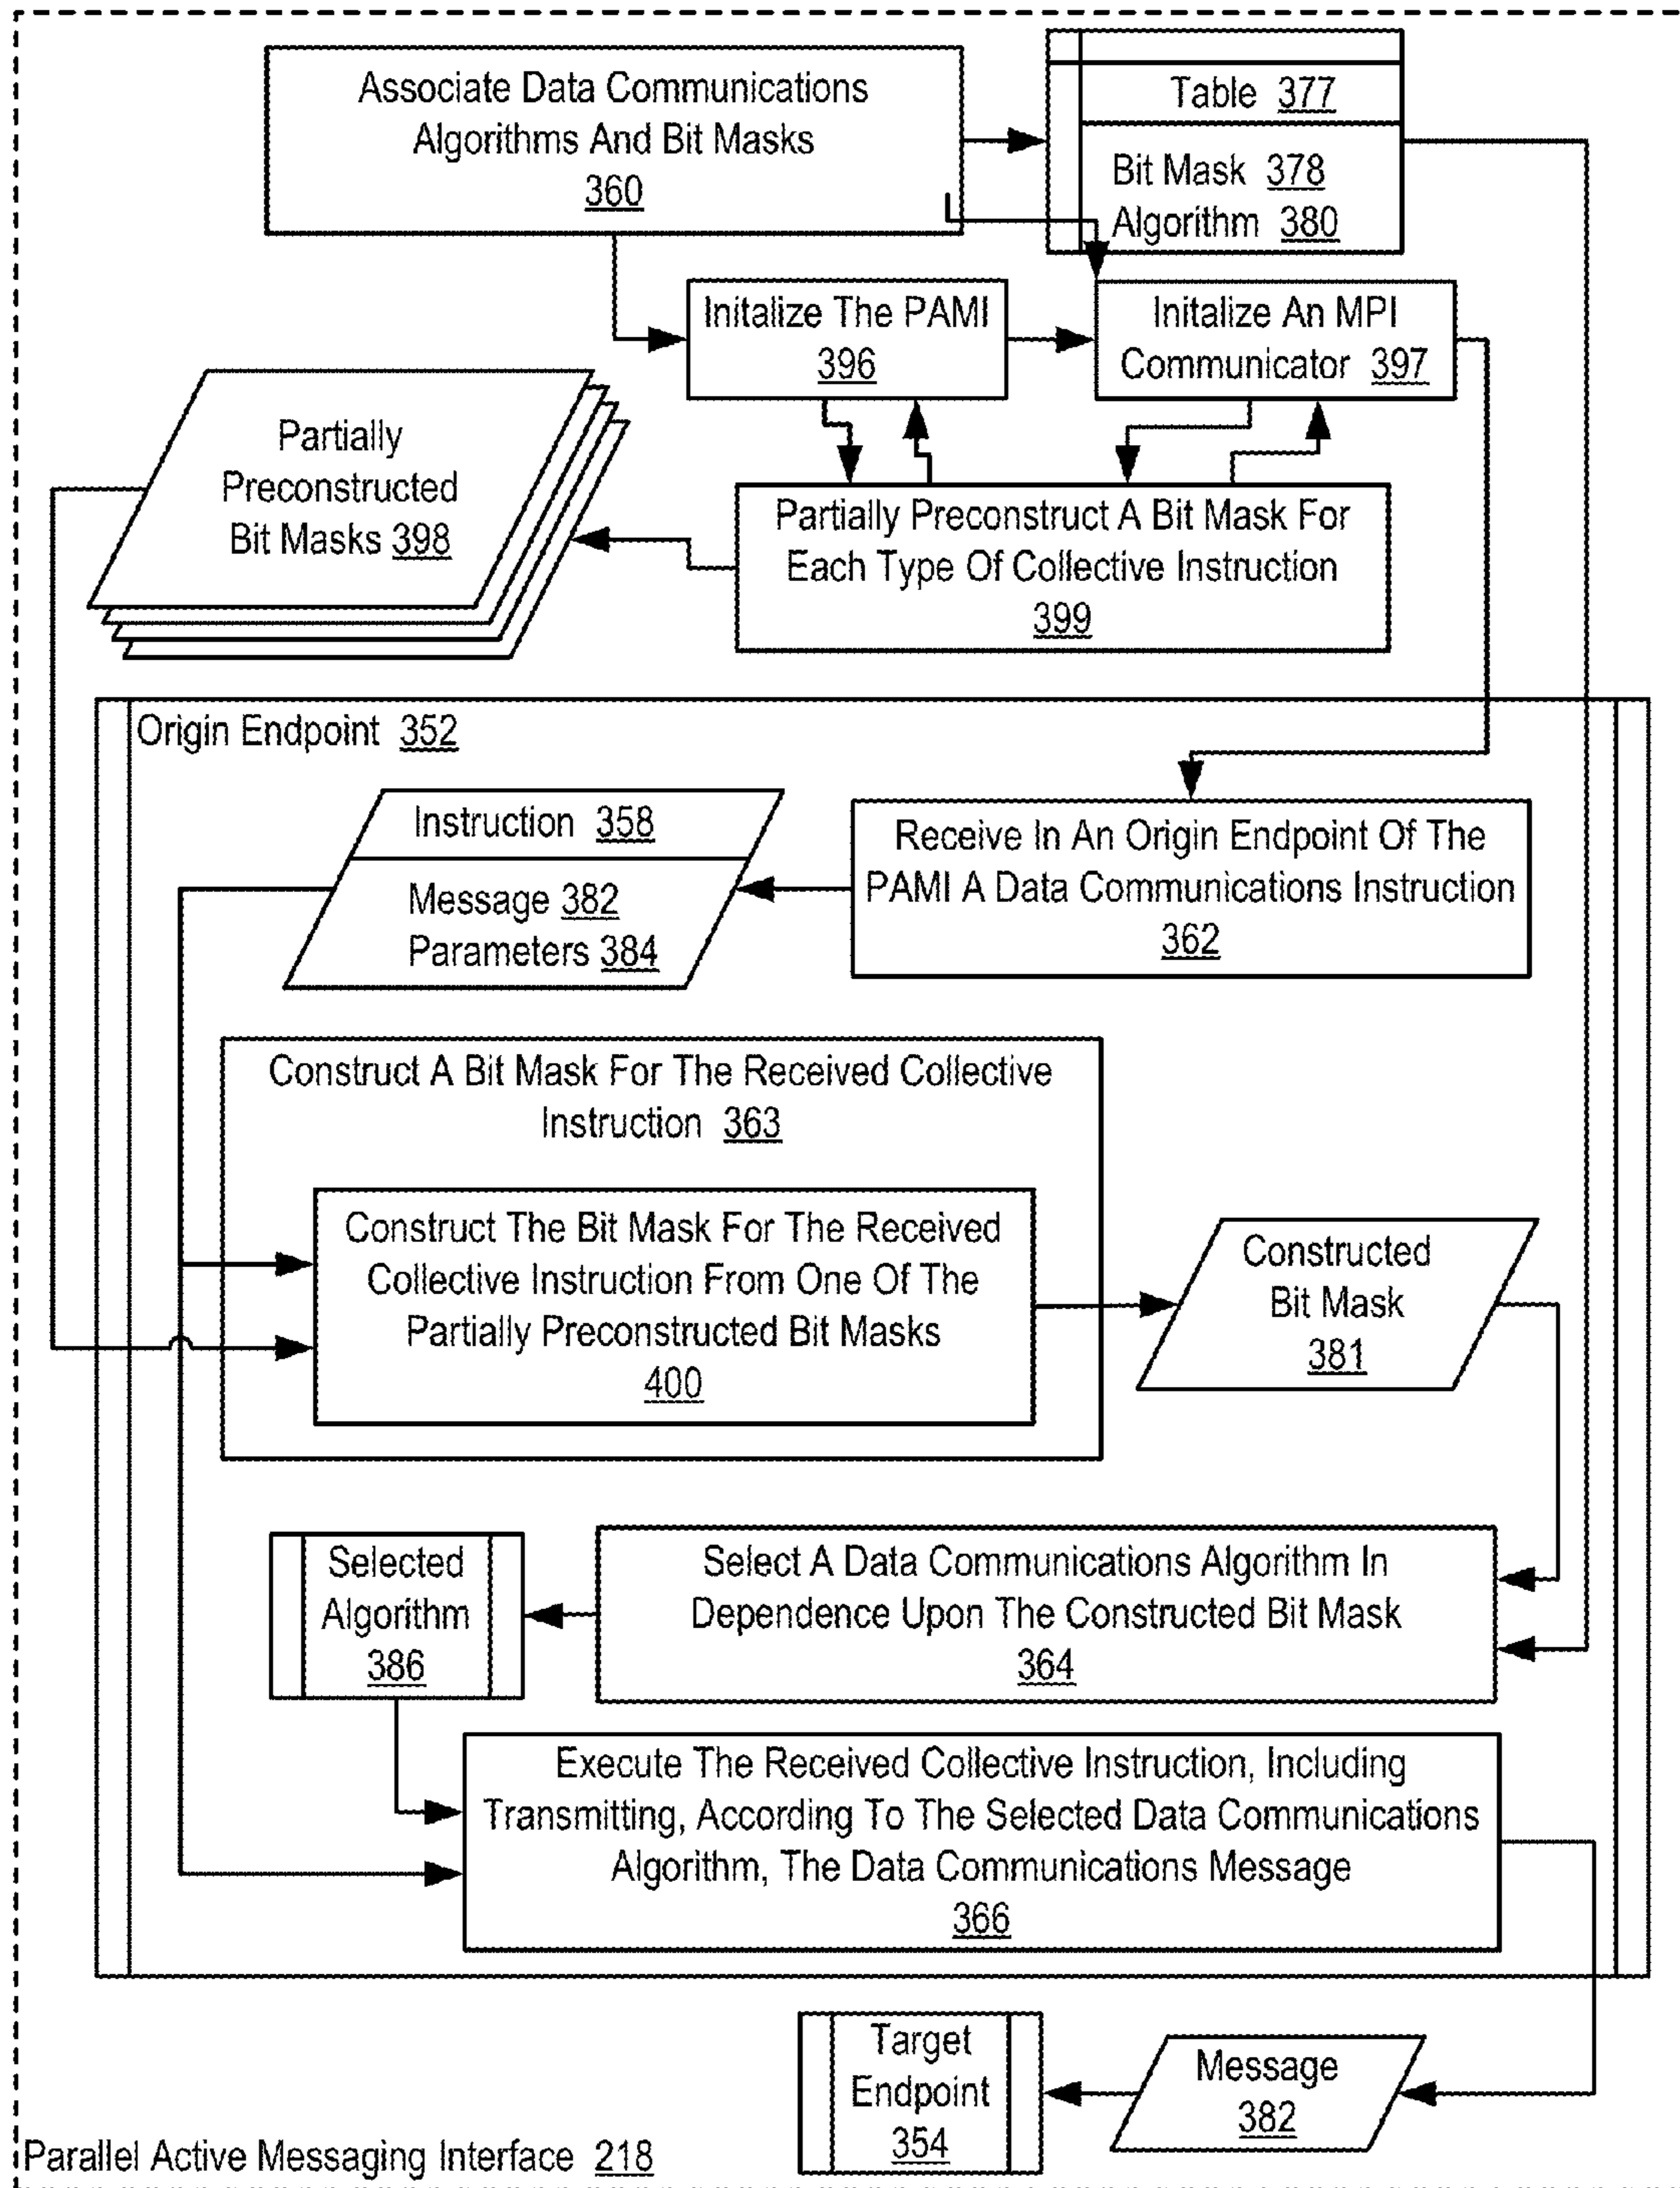 Associate Data Communications
Algorithms And Bit Masks
360
Table 377
Bit Mask 378
Algorithm 380
Initalize The PAMI
396
Initalize An MPI
Communicator 397
Partially
Preconstructed
Bit Masks 398
Partially Preconstruct A Bit Mask For
Each Type Of Collective Instruction
399
Origin Endpoint 352
Instruction 358
Message 382
Parameters 384
Receive In An Origin Endpoint Of The
PAMI A Data Communications Instruction
362
Construct A Bit Mask For The Received Collective
Instruction 363
Construct The Bit Mask For The Received
Collective Instruction From One Of The
Partially Preconstructed Bit Masks
400
Constructed
Bit Mask
381
Selected
Algorithm
386
Select A Data Communications Algorithm In
Dependence Upon The Constructed Bit Mask
364
Execute The Received Collective Instruction, Including
Transmitting, According To The Selected Data Communications
Algorithm, The Data Communications Message
366
Target
Endpoint
354
Message
382
Parallel Active Messaging Interface 218